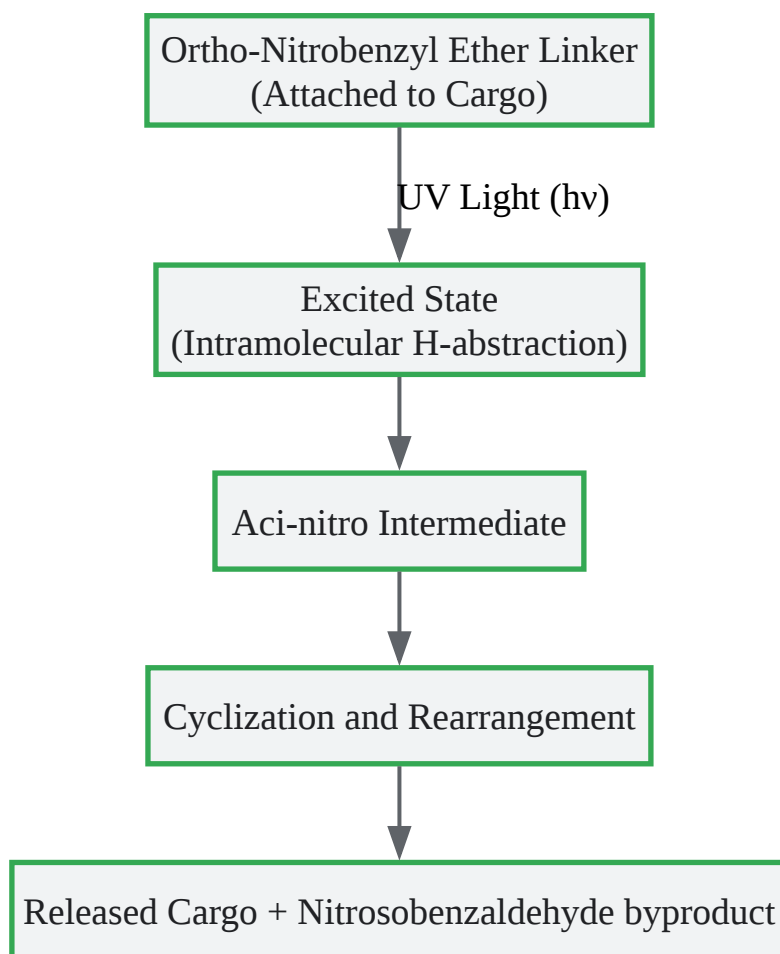 Ortho-Nitrobenzyl Ether Linker
(Attached to Cargo)
UV Light (hν)
Excited State
(Intramolecular H-abstraction)
Aci-nitro Intermediate
Cyclization and Rearrangement
Released Cargo + Nitrosobenzaldehyde byproduct